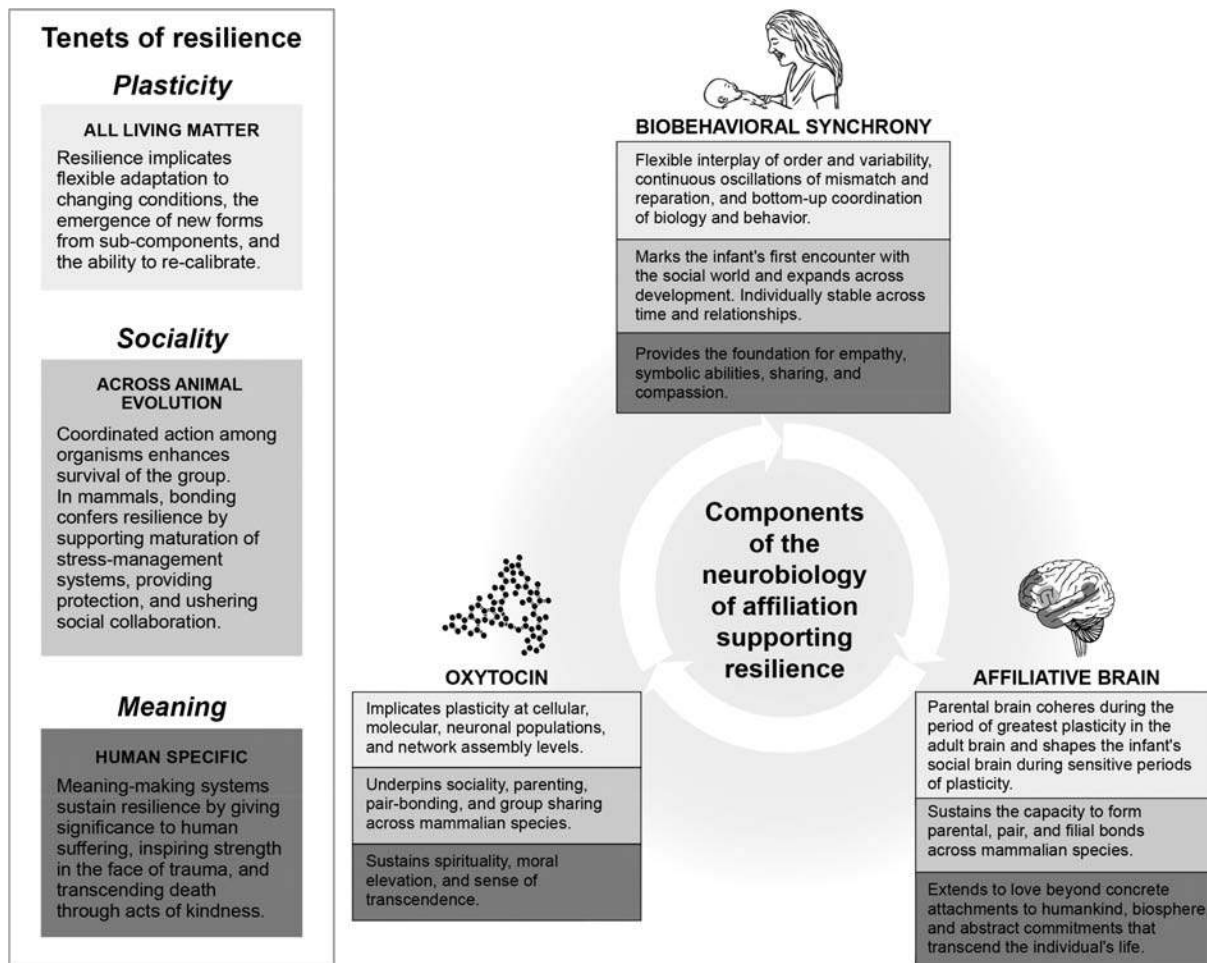 Tenets of resilience
Plasticity
ALL LIVING MATTER
Resilience implicates
flexible adaptation to
changing conditions, the
emergence of new forms
from sub-components, and
the ability to re-calibrate.
Sociality
ACROSS ANIMAL
EVOLUTION
Coordinated action among
organisms enhances
survival of the group.
In mammals, bonding
confers resilience by
supporting maturation of
stress-management
systems, providing
protection, and ushering
social collaboration.
Meaning
HUMAN SPECIFIC
Meaning-making systems
sustain resilience by giving
significance to human
suffering, inspiring strength
in the face of trauma, and
transcending death
through acts of kindness.
BIOBEHAVIORAL SYNCHRONY
Flexible interplay of order and variability,
continuous oscillations of mismatch and
reparation, and bottom-up coordination
of biology and behavior.
Marks the infant's first encounter with
the social world and expands across
development. Individually stable across
time and relationships.
Provides the foundation for empathy,
symbolic abilities, sharing, and
compassion.
Components
of the
neurobiology
of affiliation
supporting
resilience
OXYTOCIN
Implicates plasticity at cellular,
molecular, neuronal populations,
and network assembly levels.
Underpins sociality, parenting,
pair-bonding, and group sharing
across mammalian species.
Sustains spirituality, moral
elevation, and sense of
transcendence.
AFFILIATIVE BRAIN
Parental brain coheres during the
period of greatest plasticity in the
adult brain and shapes the infant's
social brain during sensitive periods
of plasticity.
Sustains the capacity to form
parental, pair, and filial bonds
across mammalian species.
Extends to love beyond concrete
attachments to humankind, biosphere
and abstract commitments that
transcend the individual's life.